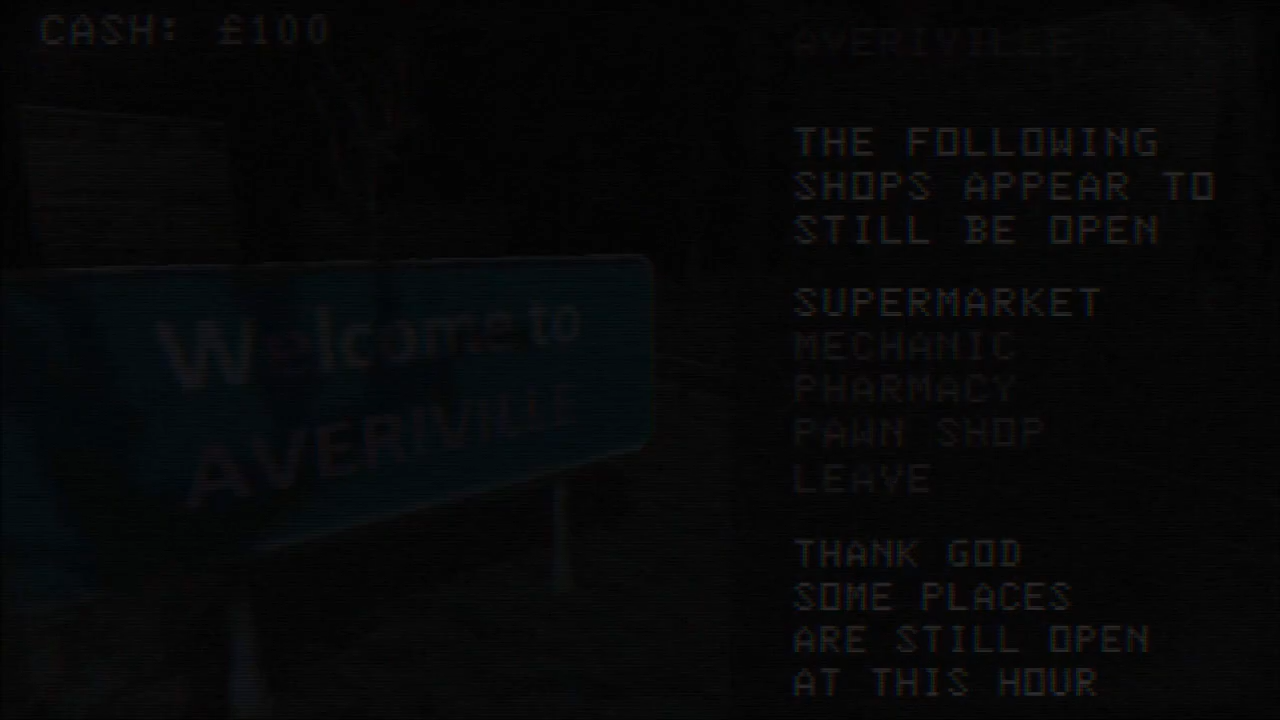 CASH: £100
Welcome to
AVERIVILLE
AVERIVILLE
THE FOLLOWING
SHOPS APPEAR TO
STILL BE OPEN
SUPERMARKET
MECHANIC
PHARMACY
PAWN SHOP
LEAVE
THANK GOD
SOME PLACES
ARE STILL OPEN
AT THIS HOUR